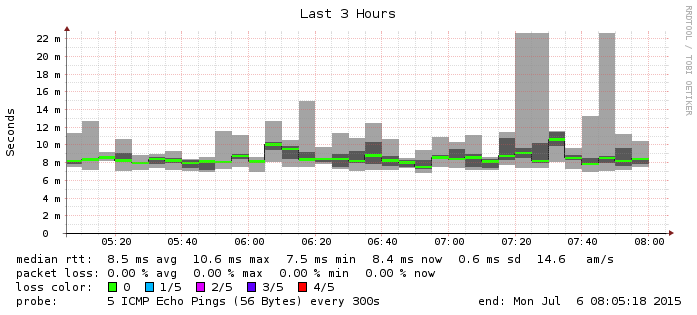 Last 3 Hours
RRDTOOL / TOBI OETIKER
Seconds
22 m
20 m
18 m
16 m
14 m
12 m
10 m
8 m
6 m
4 m
2 m
0
05:20 05:40 06:00 06:20 06:40 07:00 07:20 07:40 08:00
median rtt: 8.5 ms avg 10.6 ms max 7.5 ms min 8.4 ms now 0.6 ms sd 14.6 am/s
packet loss: 0.00 % avg 0.00 % max 0.00 % min 0.00 % now
loss color: 0 1/5 2/5 3/5 4/5
probe: 5 ICMP Echo Pings (56 Bytes) every 300s end: Mon Jul 6 08:05:18 2015